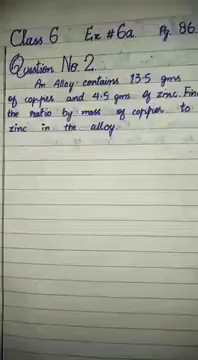 Class 6 Ex # 6a Pg. 86
Question No. 2
An Alloy contains 13.5 gms
of copper and 4.5 gms of zinc. Fin
the ratio by mass of copper to
zinc in the alloy.